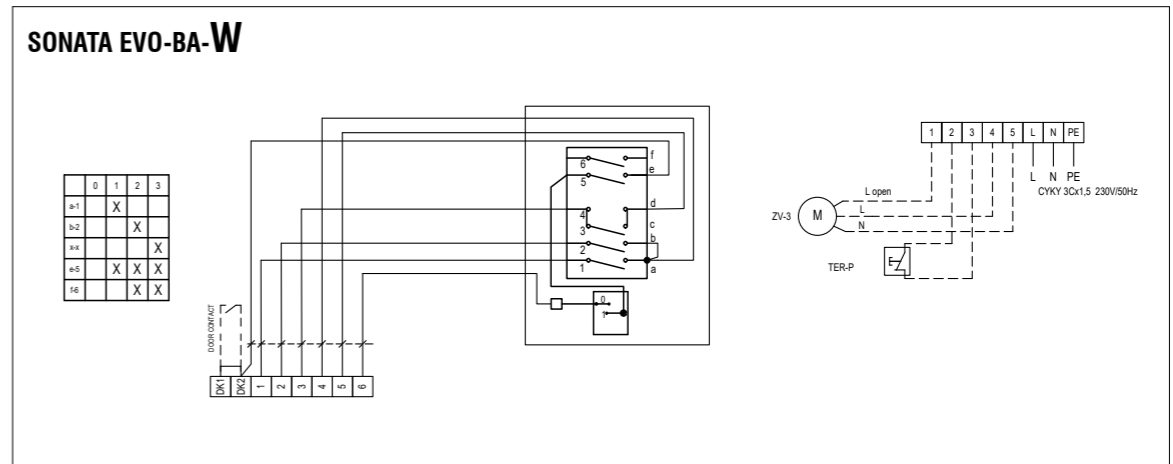 SONATA EVO-BA-W
0 1 2 3
a-1 X
b-2 X
x-x X
e-5 X X X
f-6 X X
DOOR CONTACT
DK1 DK2 1 2 3 4 5 6
6 f
5 e
4 d
3 c
2 b
1 a
0
1
1 2 3 4 5 L N PE
L N PE
CYKY 3Cx1,5 230V/50Hz
L open
ZV-3 M L
N
TER-P